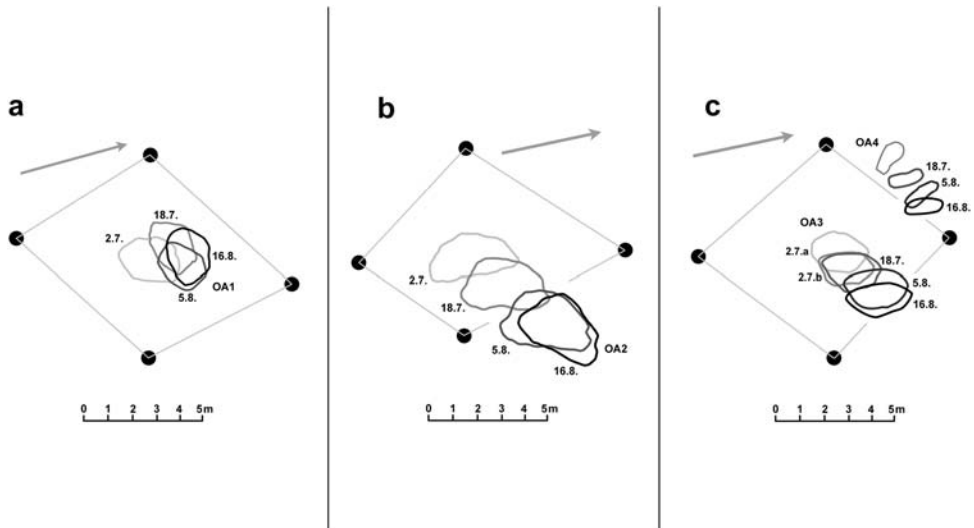 a
18.7.
2.7.
16.8.
OA1
5.8.
0 1 2 3 4 5m
b
2.7.
18.7.
5.8.
OA2
16.8.
0 1 2 3 4 5m
c
OA4
18.7.
5.8.
16.8.
OA3
2.7.a
18.7.
2.7.b
5.8.
16.8.
0 1 2 3 4 5m